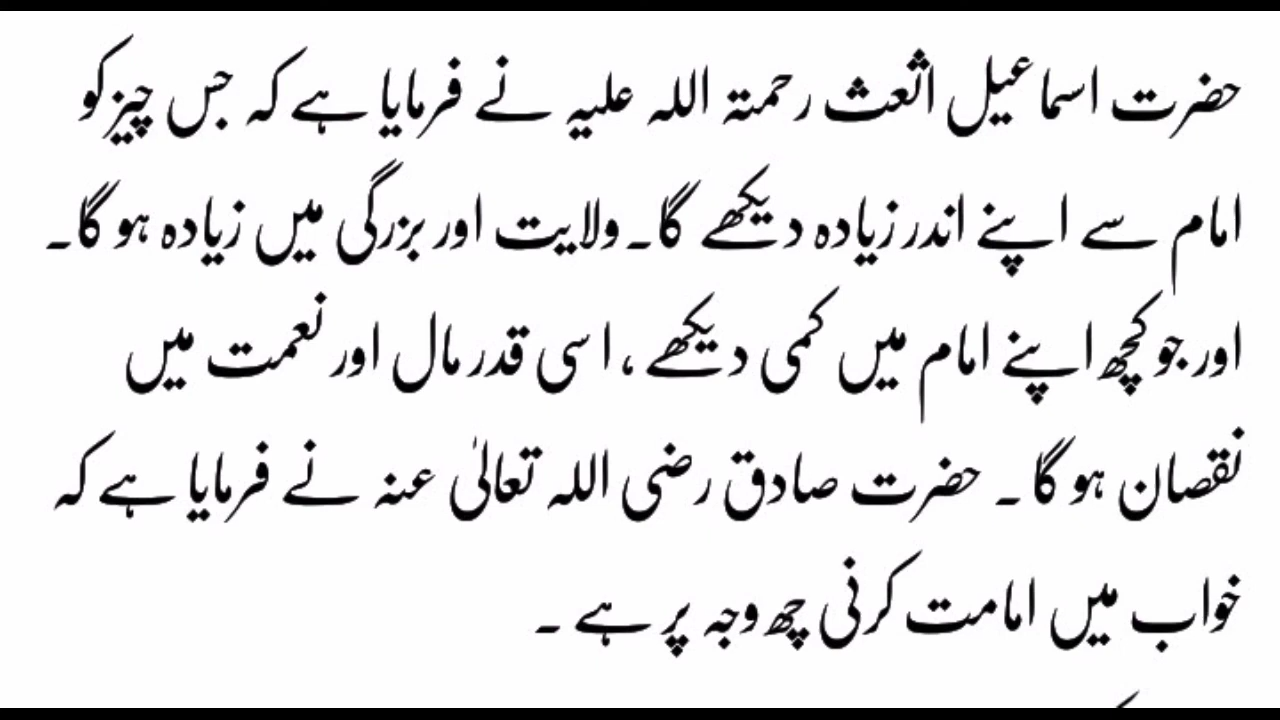 حضرت اسماعیل اثعث رحمتہ اللہ علیہ نے فرمایا ہے کہ جس چیز کو
امام سے اپنے اندر زیادہ دیکھے گا۔ ولایت اور بزرگی میں زیادہ ہو گا۔
اور جو کچھ اپنے امام میں کمی دیکھے، اسی قدر مال اور نعمت میں
نقصان ہو گا۔ حضرت صادق رضی اللہ تعالیٰ عنہ نے فرمایا ہے کہ
خواب میں امامت کرنی چھ وجہ پر ہے۔